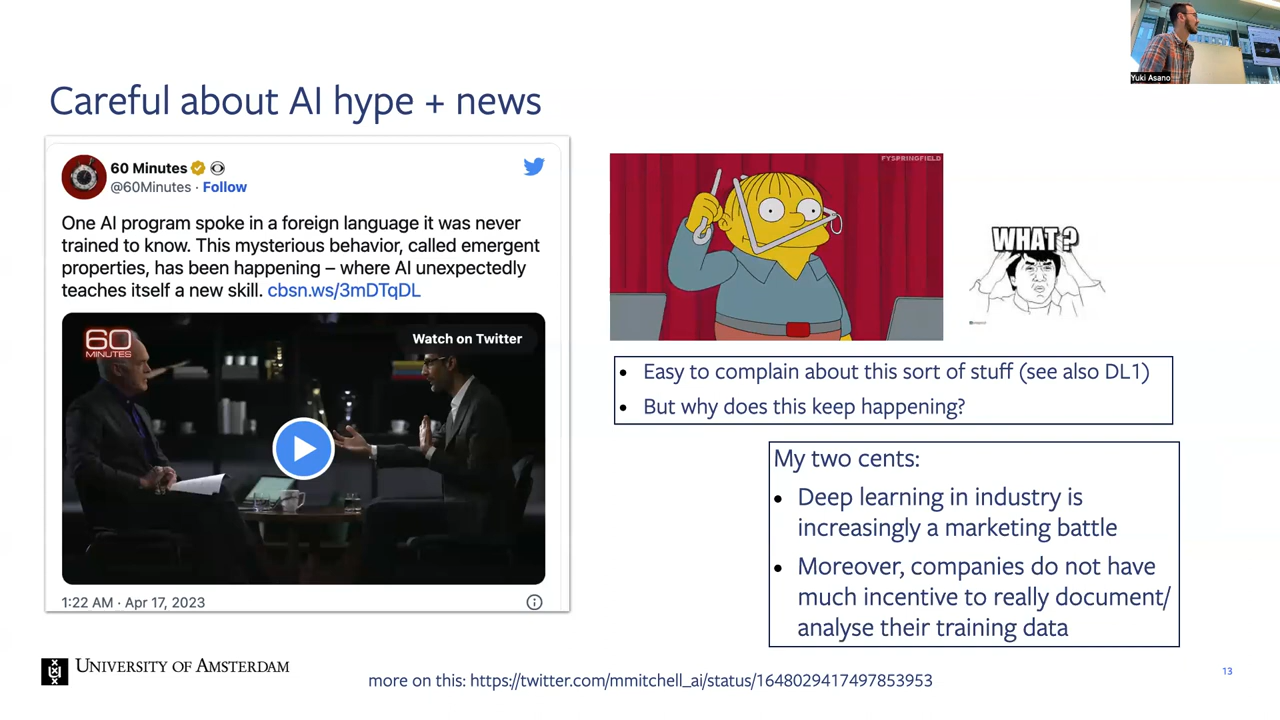 Yuki Asano
Careful about AI hype + news
60 Minutes
@60Minutes · Follow
One AI program spoke in a foreign language it was never
trained to know. This mysterious behavior, called emergent
properties, has been happening – where AI unexpectedly
teaches itself a new skill. cbsn.ws/3mDTqDL
60
MINUTES
Watch on Twitter
1:22 AM · Apr 17, 2023
FYSPRINGFIELD
WHAT?
• Easy to complain about this sort of stuff (see also DL1)
• But why does this keep happening?
My two cents:
• Deep learning in industry is
increasingly a marketing battle
• Moreover, companies do not have
much incentive to really document/
analyse their training data
UNIVERSITY OF AMSTERDAM
more on this: https://twitter.com/mmitchell_ai/status/1648029417497853953
13